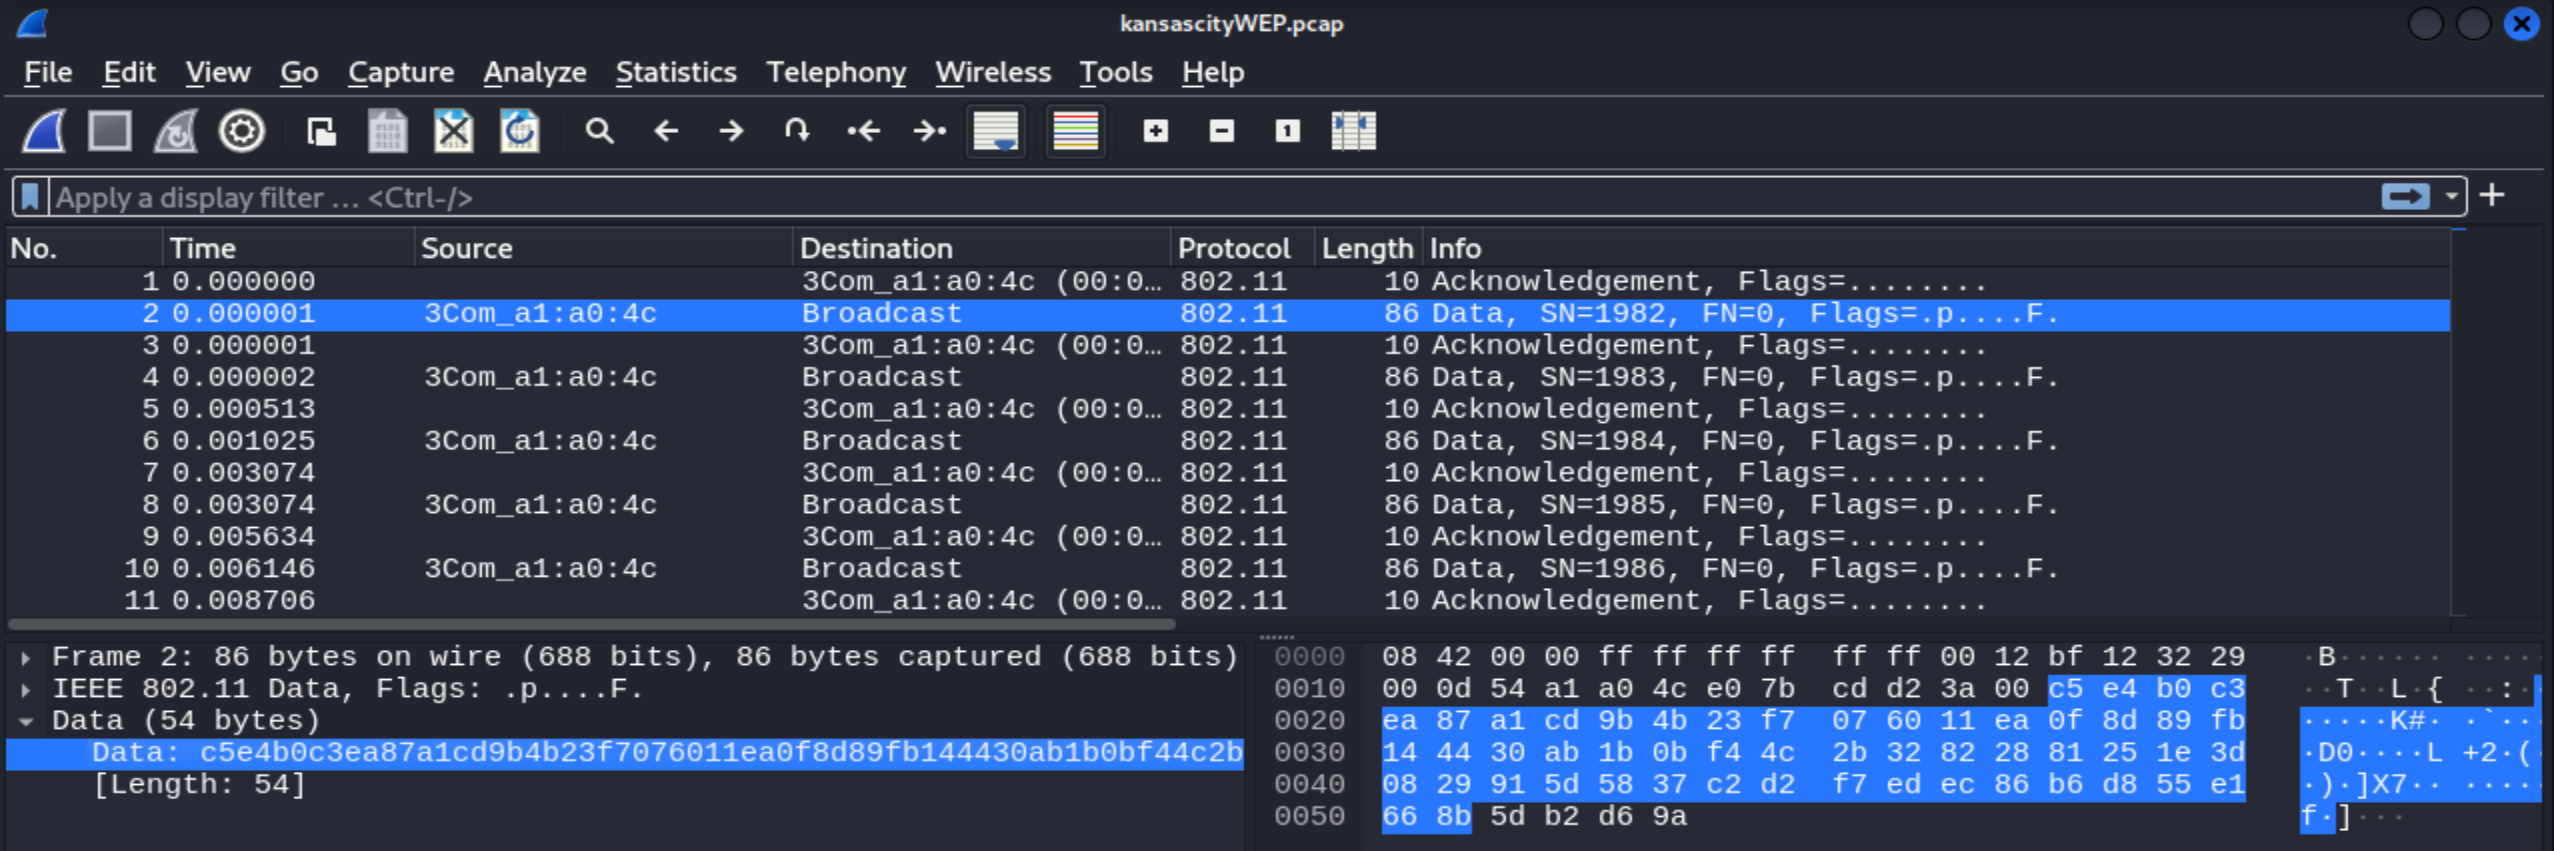 kansascityWEP.pcap
File Edit View Go Capture Analyze Statistics Telephony Wireless Tools Help
Apply a display filter … <Ctrl-/>
No. Time Source Destination Protocol Length Info
1 0.000000 3Com_a1:a0:4c (00:0… 802.11 10 Acknowledgement, Flags=........
2 0.000001 3Com_a1:a0:4c Broadcast 802.11 86 Data, SN=1982, FN=0, Flags=.p....F.
3 0.000001 3Com_a1:a0:4c (00:0… 802.11 10 Acknowledgement, Flags=........
4 0.000002 3Com_a1:a0:4c Broadcast 802.11 86 Data, SN=1983, FN=0, Flags=.p....F.
5 0.000513 3Com_a1:a0:4c (00:0… 802.11 10 Acknowledgement, Flags=........
6 0.001025 3Com_a1:a0:4c Broadcast 802.11 86 Data, SN=1984, FN=0, Flags=.p....F.
7 0.003074 3Com_a1:a0:4c (00:0… 802.11 10 Acknowledgement, Flags=........
8 0.003074 3Com_a1:a0:4c Broadcast 802.11 86 Data, SN=1985, FN=0, Flags=.p....F.
9 0.005634 3Com_a1:a0:4c (00:0… 802.11 10 Acknowledgement, Flags=........
10 0.006146 3Com_a1:a0:4c Broadcast 802.11 86 Data, SN=1986, FN=0, Flags=.p....F.
11 0.008706 3Com_a1:a0:4c (00:0… 802.11 10 Acknowledgement, Flags=........
Frame 2: 86 bytes on wire (688 bits), 86 bytes captured (688 bits)
IEEE 802.11 Data, Flags: .p....F.
Data (54 bytes)
Data: c5e4b0c3ea87a1cd9b4b23f7076011ea0f8d89fb144430ab1b0bf44c2b
[Length: 54]
0000 08 42 00 00 ff ff ff ff ff ff 00 12 bf 12 32 29 ·B······ ·····
0010 00 0d 54 a1 a0 4c e0 7b cd d2 3a 00 c5 e4 b0 c3 ··T··L·{ ··:··
0020 ea 87 a1 cd 9b 4b 23 f7 07 60 11 ea 0f 8d 89 fb ·····K#· ·`···
0030 14 44 30 ab 1b 0b f4 4c 2b 32 82 28 81 25 1e 3d ·D0····L +2·(·
0040 08 29 91 5d 58 37 c2 d2 f7 ed ec 86 b6 d8 55 e1 ·)·]X7·· ·····
0050 66 8b 5d b2 d6 9a f·]···